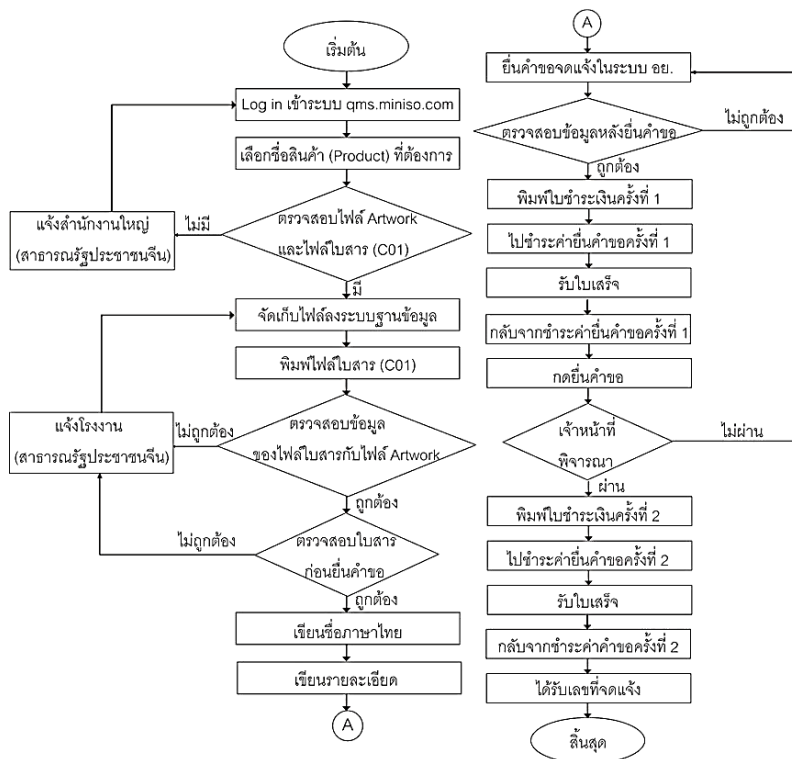 เริ่มต้น
Log in เข้าระบบ qms.miniso.com
เลือกชื่อสินค้า (Product) ที่ต้องการ
ตรวจสอบไฟล์ Artwork
และไฟล์ใบสาร (C01)
ไม่มี
แจ้งสำนักงานใหญ่
(สาธารณรัฐประชาชนจีน)
มี
จัดเก็บไฟล์ลงระบบฐานข้อมูล
พิมพ์ไฟล์ใบสาร (C01)
ตรวจสอบข้อมูล
ของไฟล์ใบสารกับไฟล์ Artwork
ไม่ถูกต้อง
แจ้งโรงงาน
(สาธารณรัฐประชาชนจีน)
ถูกต้อง
ตรวจสอบใบสาร
ก่อนยื่นคำขอ
ไม่ถูกต้อง
ถูกต้อง
เขียนชื่อภาษาไทย
เขียนรายละเอียด
A
A
ยื่นคำขอจดแจ้งในระบบ อย.
ตรวจสอบข้อมูลหลังยื่นคำขอ
ไม่ถูกต้อง
ถูกต้อง
พิมพ์ใบชำระเงินครั้งที่ 1
ไปชำระค่ายื่นคำขอครั้งที่ 1
รับใบเสร็จ
กลับจากชำระค่ายื่นคำขอครั้งที่ 1
กดยื่นคำขอ
เจ้าหน้าที่
พิจารณา
ไม่ผ่าน
ผ่าน
พิมพ์ใบชำระเงินครั้งที่ 2
ไปชำระค่ายื่นคำขอครั้งที่ 2
รับใบเสร็จ
กลับจากชำระค่าคำขอครั้งที่ 2
ได้รับเลขที่จดแจ้ง
สิ้นสุด